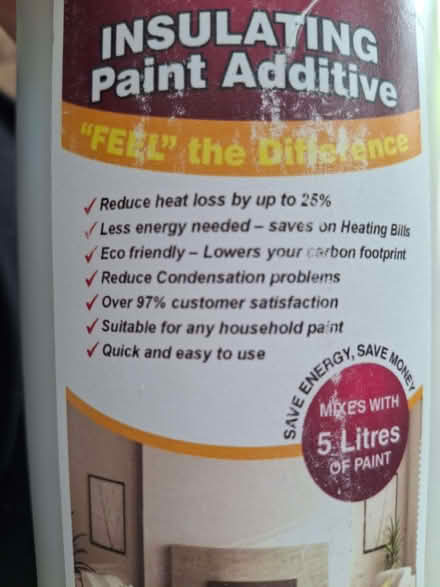 INSULATING
Paint Additive
"FEEL" the Difference
Reduce heat loss by up to 25%
Less energy needed – saves on Heating Bills
Eco friendly – Lowers your carbon footprint
Reduce Condensation problems
Over 97% customer satisfaction
Suitable for any household paint
Quick and easy to use
SAVE ENERGY, SAVE MONEY
MIXES WITH
5 Litres
OF PAINT